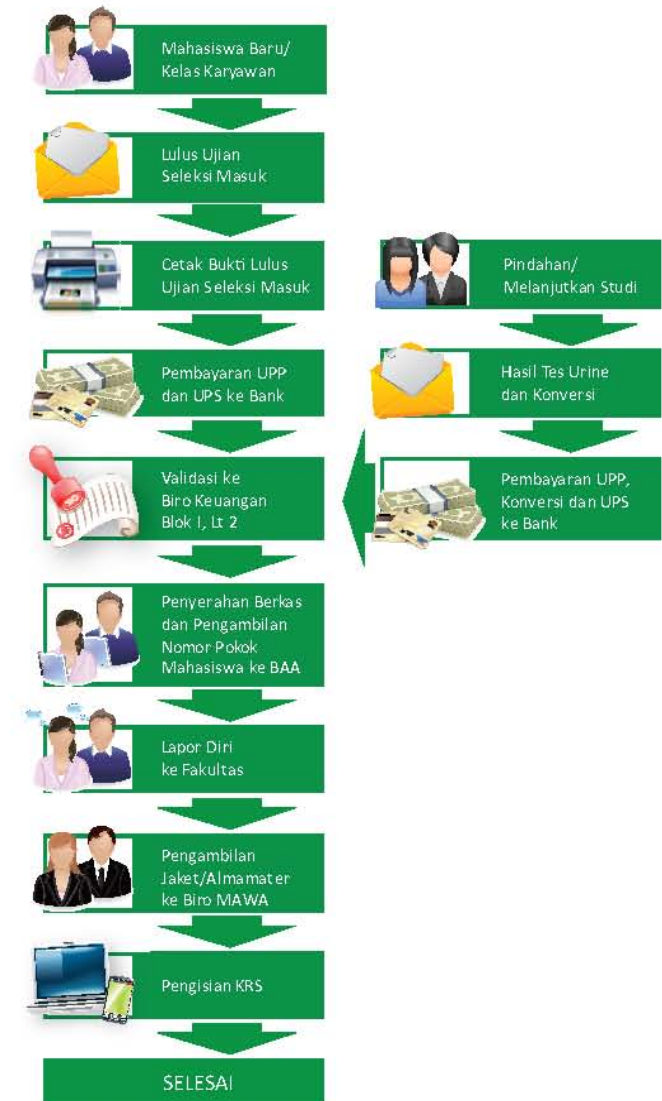 Mahasiswa Baru/
Kelas Karyawan
Lulus Ujian
Seleksi Masuk
Cetak Bukti Lulus
Ujian Seleksi Masuk
Pembayaran UPP
dan UPS ke Bank
Validasi ke
Biro Keuangan
Blok I, Lt 2
Penyerahan Berkas
dan Pengambilan
Nomor Pokok
Mahasiswa ke BAA
Lapor Diri
ke Fakultas
Pengambilan
Jaket/Almamater
ke Biro MAWA
Pengisian KRS
SELESAI
Pindahan/
Melanjutkan Studi
Hasil Tes Urine
dan Konversi
Pembayaran UPP,
Konversi dan UPS
ke Bank